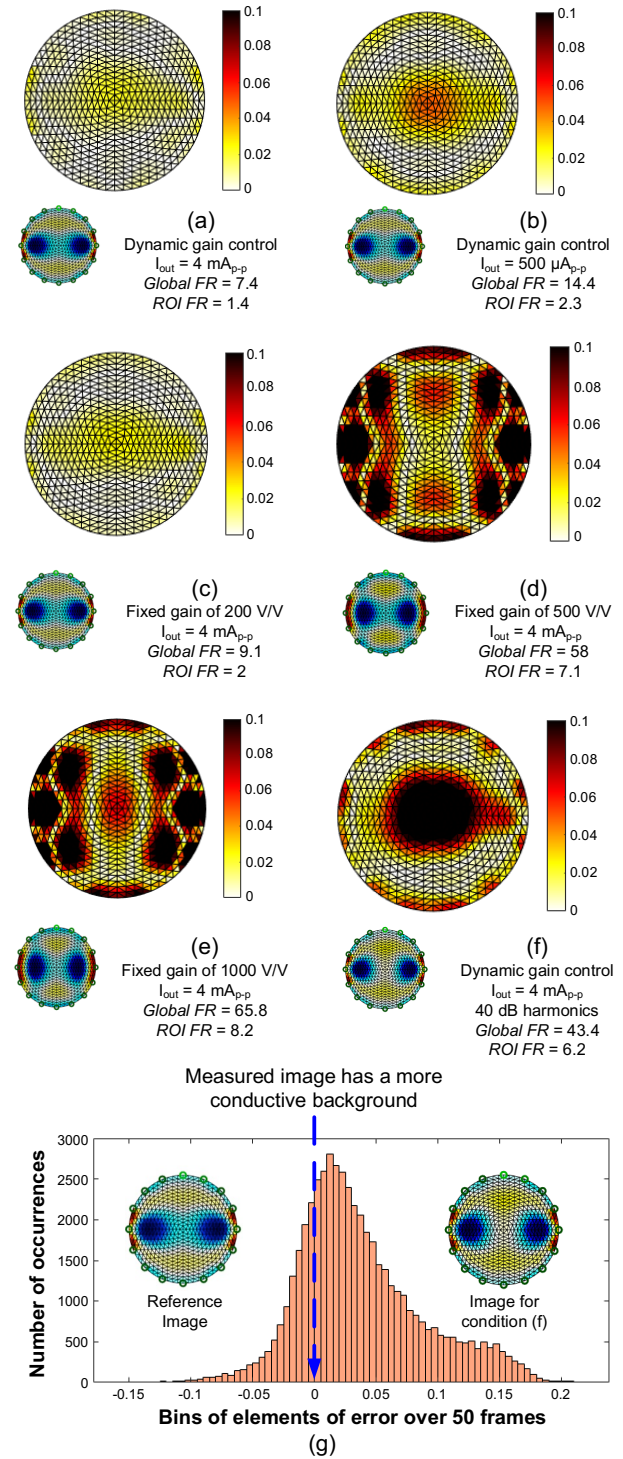 0.1
0.08
0.06
0.04
0.02
0
(a)
Dynamic gain control
I_out = 4 mA_p-p
Global FR = 7.4
ROI FR = 1.4
0.1
0.08
0.06
0.04
0.02
0
(b)
Dynamic gain control
I_out = 500 µA_p-p
Global FR = 14.4
ROI FR = 2.3
0.1
0.08
0.06
0.04
0.02
0
(c)
Fixed gain of 200 V/V
I_out = 4 mA_p-p
Global FR = 9.1
ROI FR = 2
0.1
0.08
0.06
0.04
0.02
0
(d)
Fixed gain of 500 V/V
I_out = 4 mA_p-p
Global FR = 58
ROI FR = 7.1
0.1
0.08
0.06
0.04
0.02
0
(e)
Fixed gain of 1000 V/V
I_out = 4 mA_p-p
Global FR = 65.8
ROI FR = 8.2
0.1
0.08
0.06
0.04
0.02
0
(f)
Dynamic gain control
I_out = 4 mA_p-p
40 dB harmonics
Global FR = 43.4
ROI FR = 6.2
Measured image has a more
conductive background
Number of occurrences
3000
2500
2000
1500
1000
500
0
Reference
Image
Image for
condition (f)
-0.15
-0.1
-0.05
0
0.05
0.1
0.15
0.2
Bins of elements of error over 50 frames
(g)